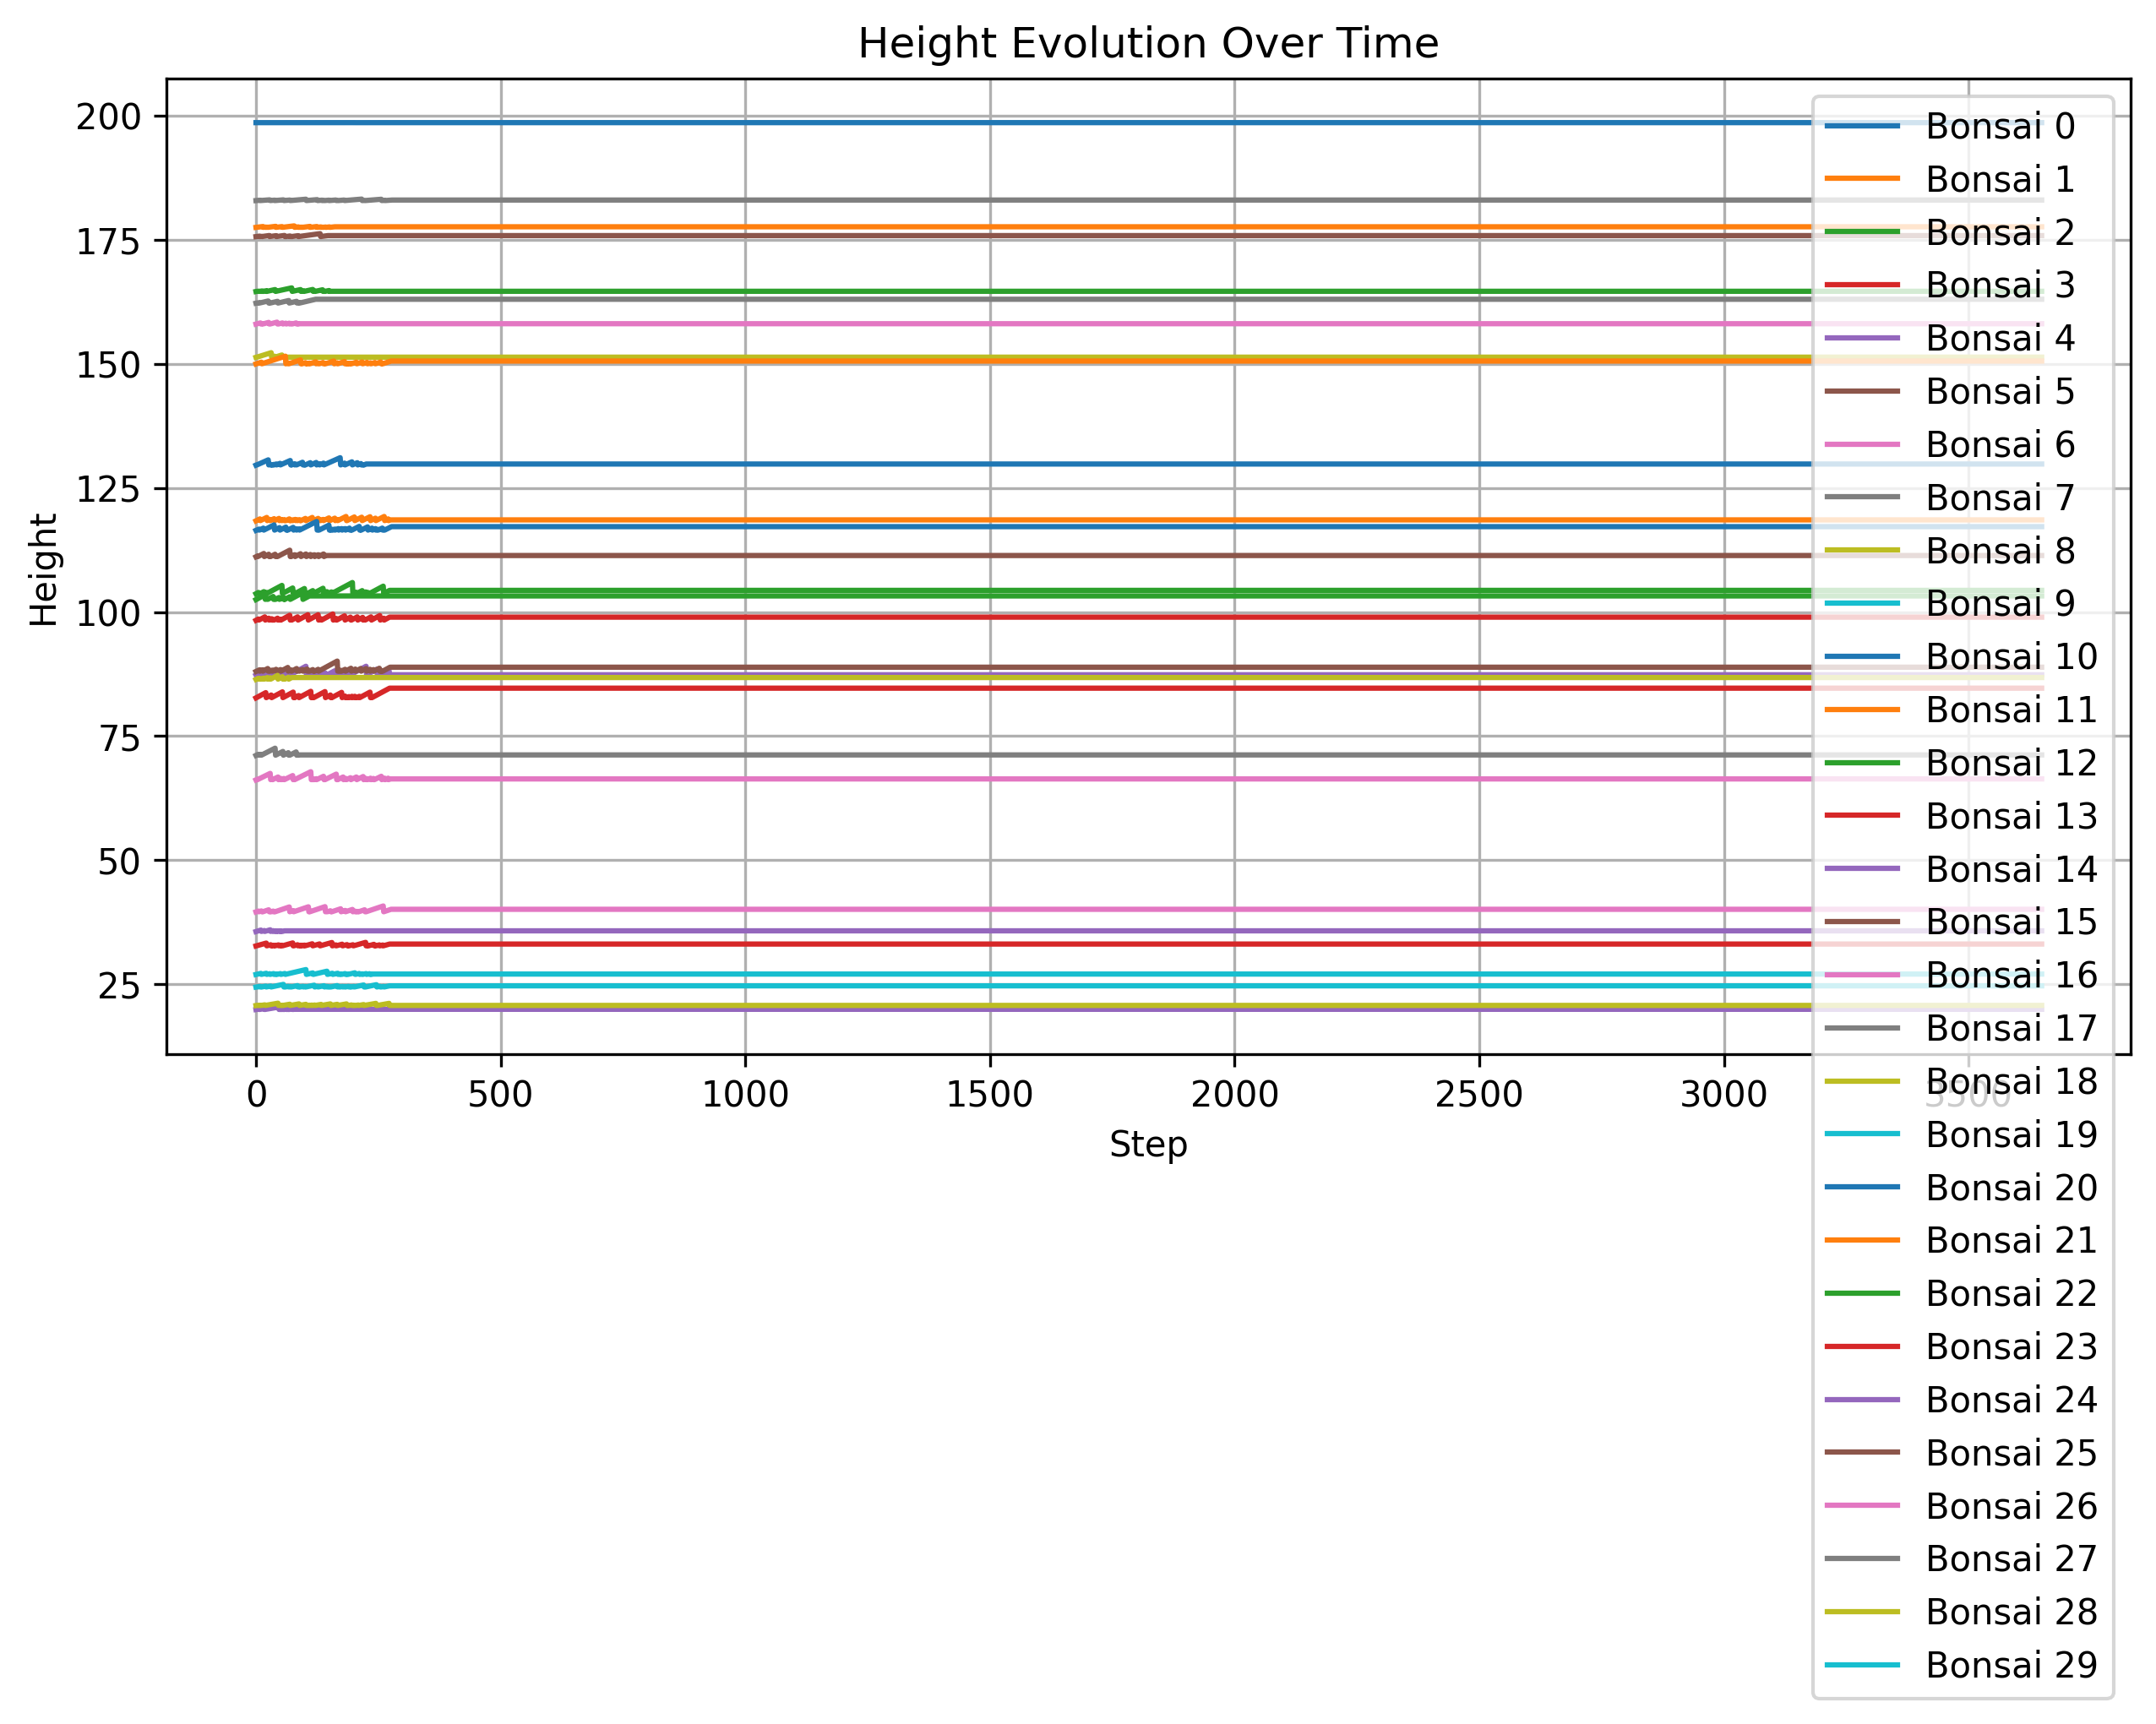 Height Evolution Over Time
Height
200
175
150
125
100
75
50
25
0
500
1000
1500
2000
2500
3000
3500
Step
Bonsai 0
Bonsai 1
Bonsai 2
Bonsai 3
Bonsai 4
Bonsai 5
Bonsai 6
Bonsai 7
Bonsai 8
Bonsai 9
Bonsai 10
Bonsai 11
Bonsai 12
Bonsai 13
Bonsai 14
Bonsai 15
Bonsai 16
Bonsai 17
Bonsai 18
Bonsai 19
Bonsai 20
Bonsai 21
Bonsai 22
Bonsai 23
Bonsai 24
Bonsai 25
Bonsai 26
Bonsai 27
Bonsai 28
Bonsai 29